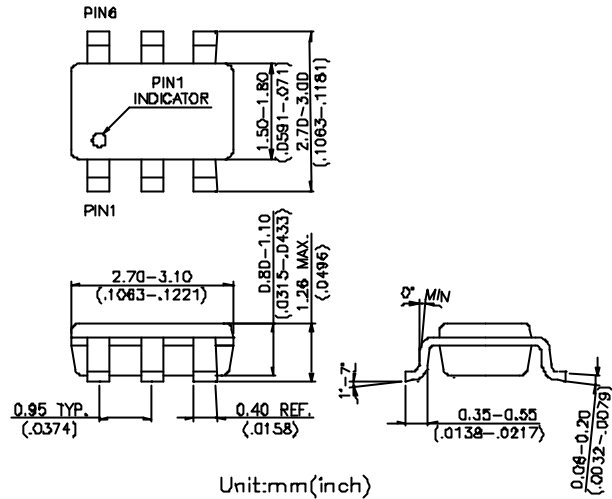 PIN6
PIN1
INDICATOR
1.50-1.80
(.0591-.071)
2.70-3.00
(.1063-.1181)
PIN1
2.70-3.10
(.1063-.1221)
0.80-1.10
(.0315-.0433)
1.26 MAX.
(.0496)
0° MIN
1°-7°
0.95 TYP.
(.0374)
0.40 REF.
(.0158)
0.35-0.55
(.0138-.0217)
0.08-0.20
(.0032-.0079)
Unit:mm(inch)